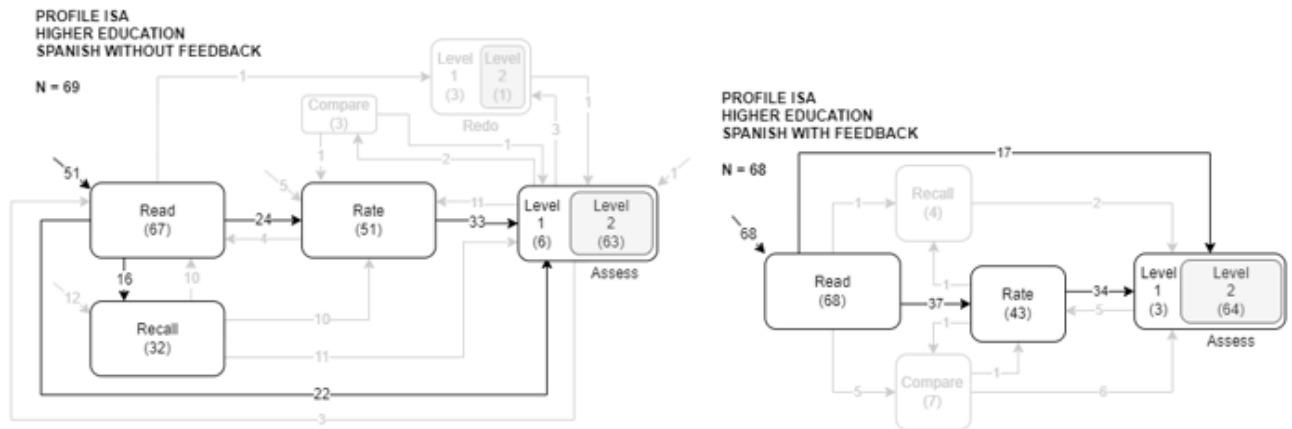 PROFILE ISA
HIGHER EDUCATION
SPANISH WITHOUT FEEDBACK
N = 69
Level
1
(3)
Level
2
(1)
Redo
1
1
3
Compare
(3)
1
1
2
51
5
1
Read
(67)
24
Rate
(51)
11
33
4
Level
1
(6)
Level
2
(63)
Assess
16
10
12
Recall
(32)
10
11
22
3
PROFILE ISA
HIGHER EDUCATION
SPANISH WITH FEEDBACK
N = 68
17
Recall
(4)
1
2
68
Read
(68)
37
1
Rate
(43)
34
5
Level
1
(3)
Level
2
(64)
Assess
1
5
Compare
(7)
1
6